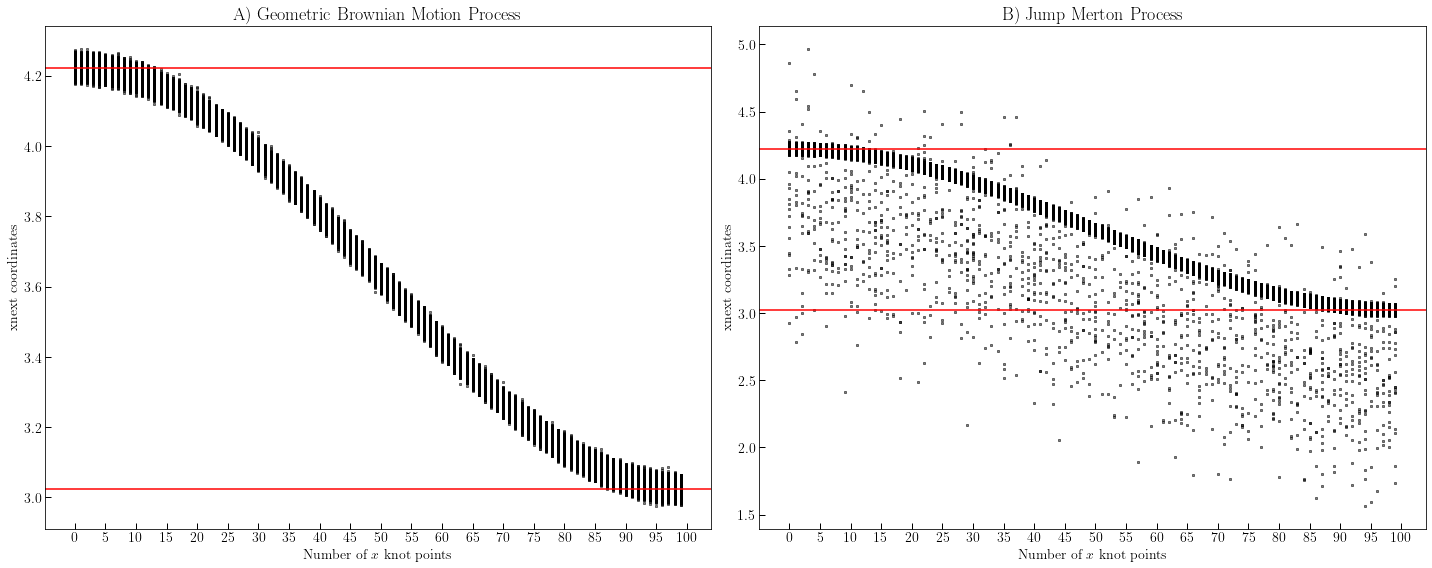 A) Geometric Brownian Motion Process
xnext coordinates
4.2
4.0
3.8
3.6
3.4
3.2
3.0
0 5 10 15 20 25 30 35 40 45 50 55 60 65 70 75 80 85 90 95 100
Number of x knot points
B) Jump Merton Process
xnext coordinates
5.0
4.5
4.0
3.5
3.0
2.5
2.0
1.5
0 5 10 15 20 25 30 35 40 45 50 55 60 65 70 75 80 85 90 95 100
Number of x knot points